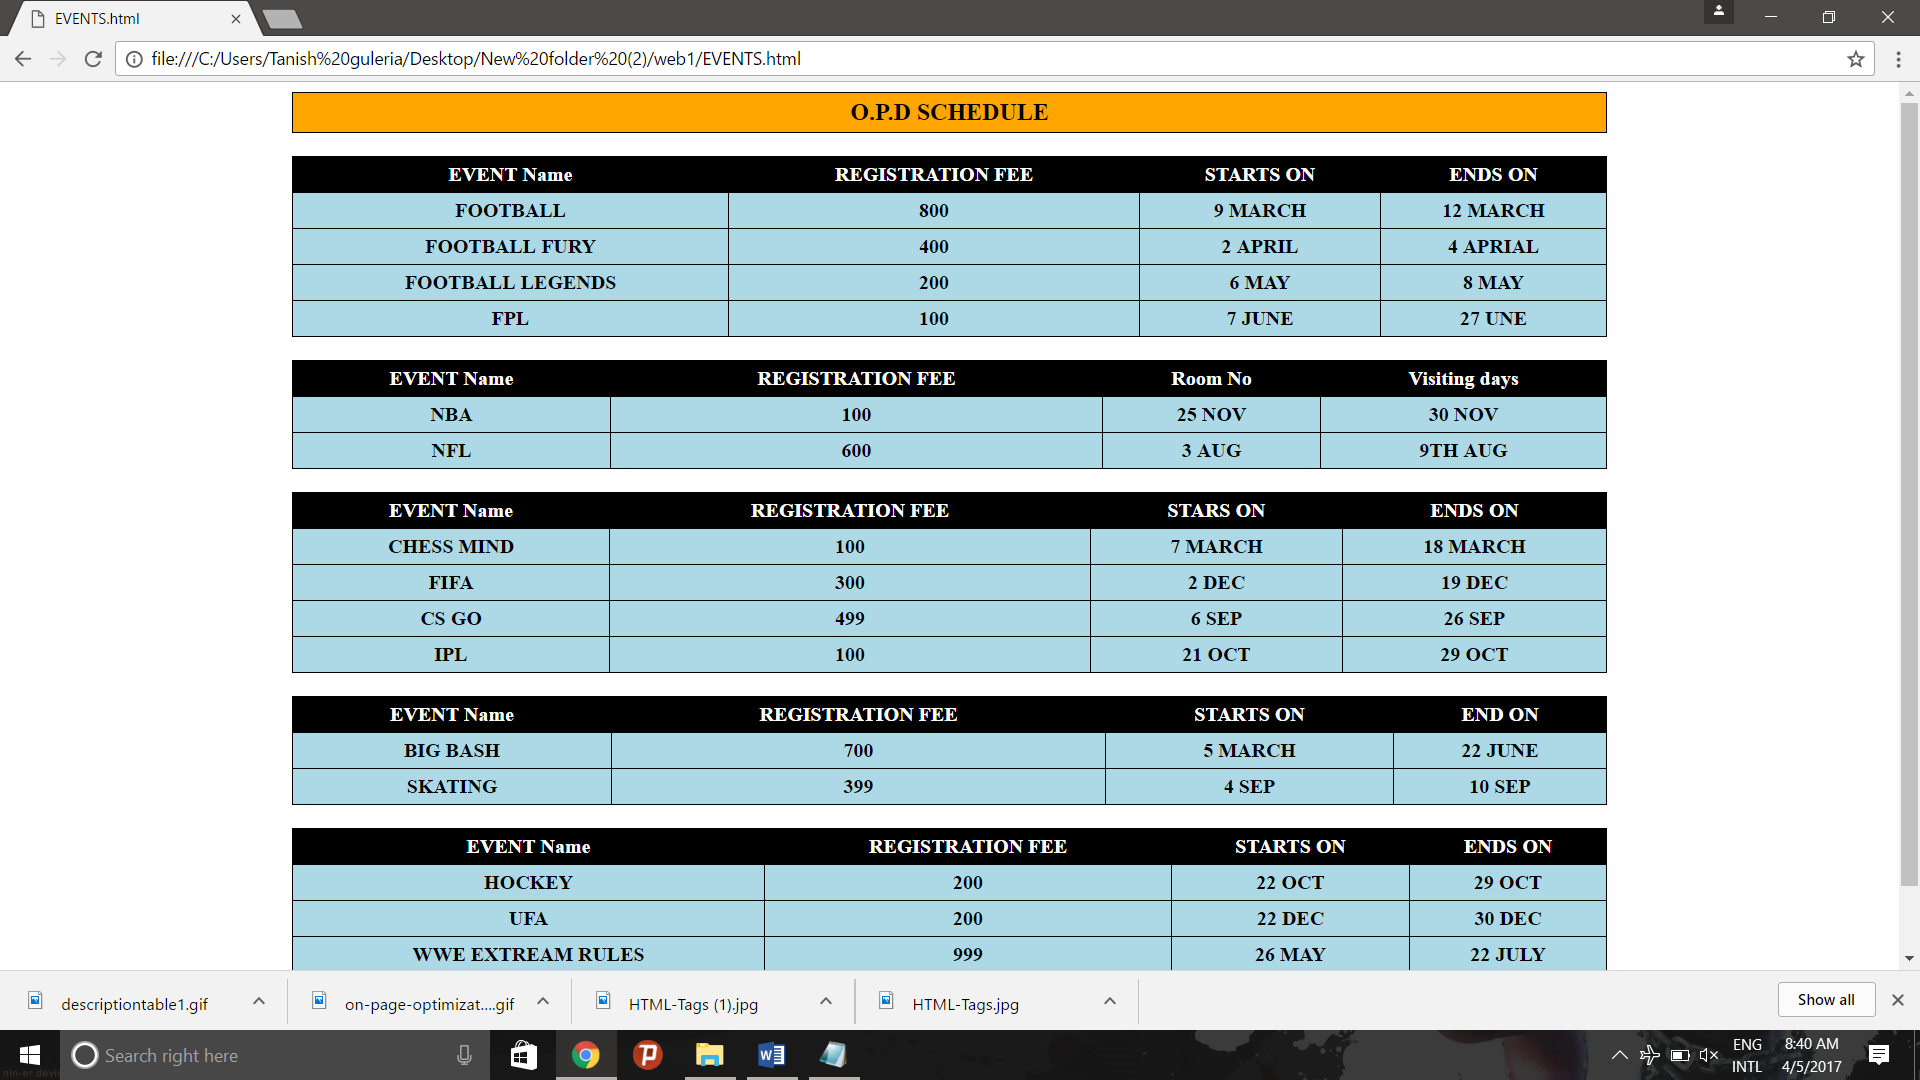 EVENTS.html
file:///C:/Users/Tanish%20guleria/Desktop/New%20folder%20(2)/web1/EVENTS.html
O.P.D SCHEDULE
EVENT Name REGISTRATION FEE STARTS ON ENDS ON
FOOTBALL 800 9 MARCH 12 MARCH
FOOTBALL FURY 400 2 APRIL 4 APRIAL
FOOTBALL LEGENDS 200 6 MAY 8 MAY
FPL 100 7 JUNE 27 UNE
EVENT Name REGISTRATION FEE Room No Visiting days
NBA 100 25 NOV 30 NOV
NFL 600 3 AUG 9TH AUG
EVENT Name REGISTRATION FEE STARS ON ENDS ON
CHESS MIND 100 7 MARCH 18 MARCH
FIFA 300 2 DEC 19 DEC
CS GO 499 6 SEP 26 SEP
IPL 100 21 OCT 29 OCT
EVENT Name REGISTRATION FEE STARTS ON END ON
BIG BASH 700 5 MARCH 22 JUNE
SKATING 399 4 SEP 10 SEP
EVENT Name REGISTRATION FEE STARTS ON ENDS ON
HOCKEY 200 22 OCT 29 OCT
UFA 200 22 DEC 30 DEC
WWE EXTREAM RULES 999 26 MAY 22 JULY
descriptiontable1.gif on-page-optimizat....gif HTML-Tags (1).jpg HTML-Tags.jpg Show all
Search right here
ENG 8:40 AM
INTL 4/5/2017